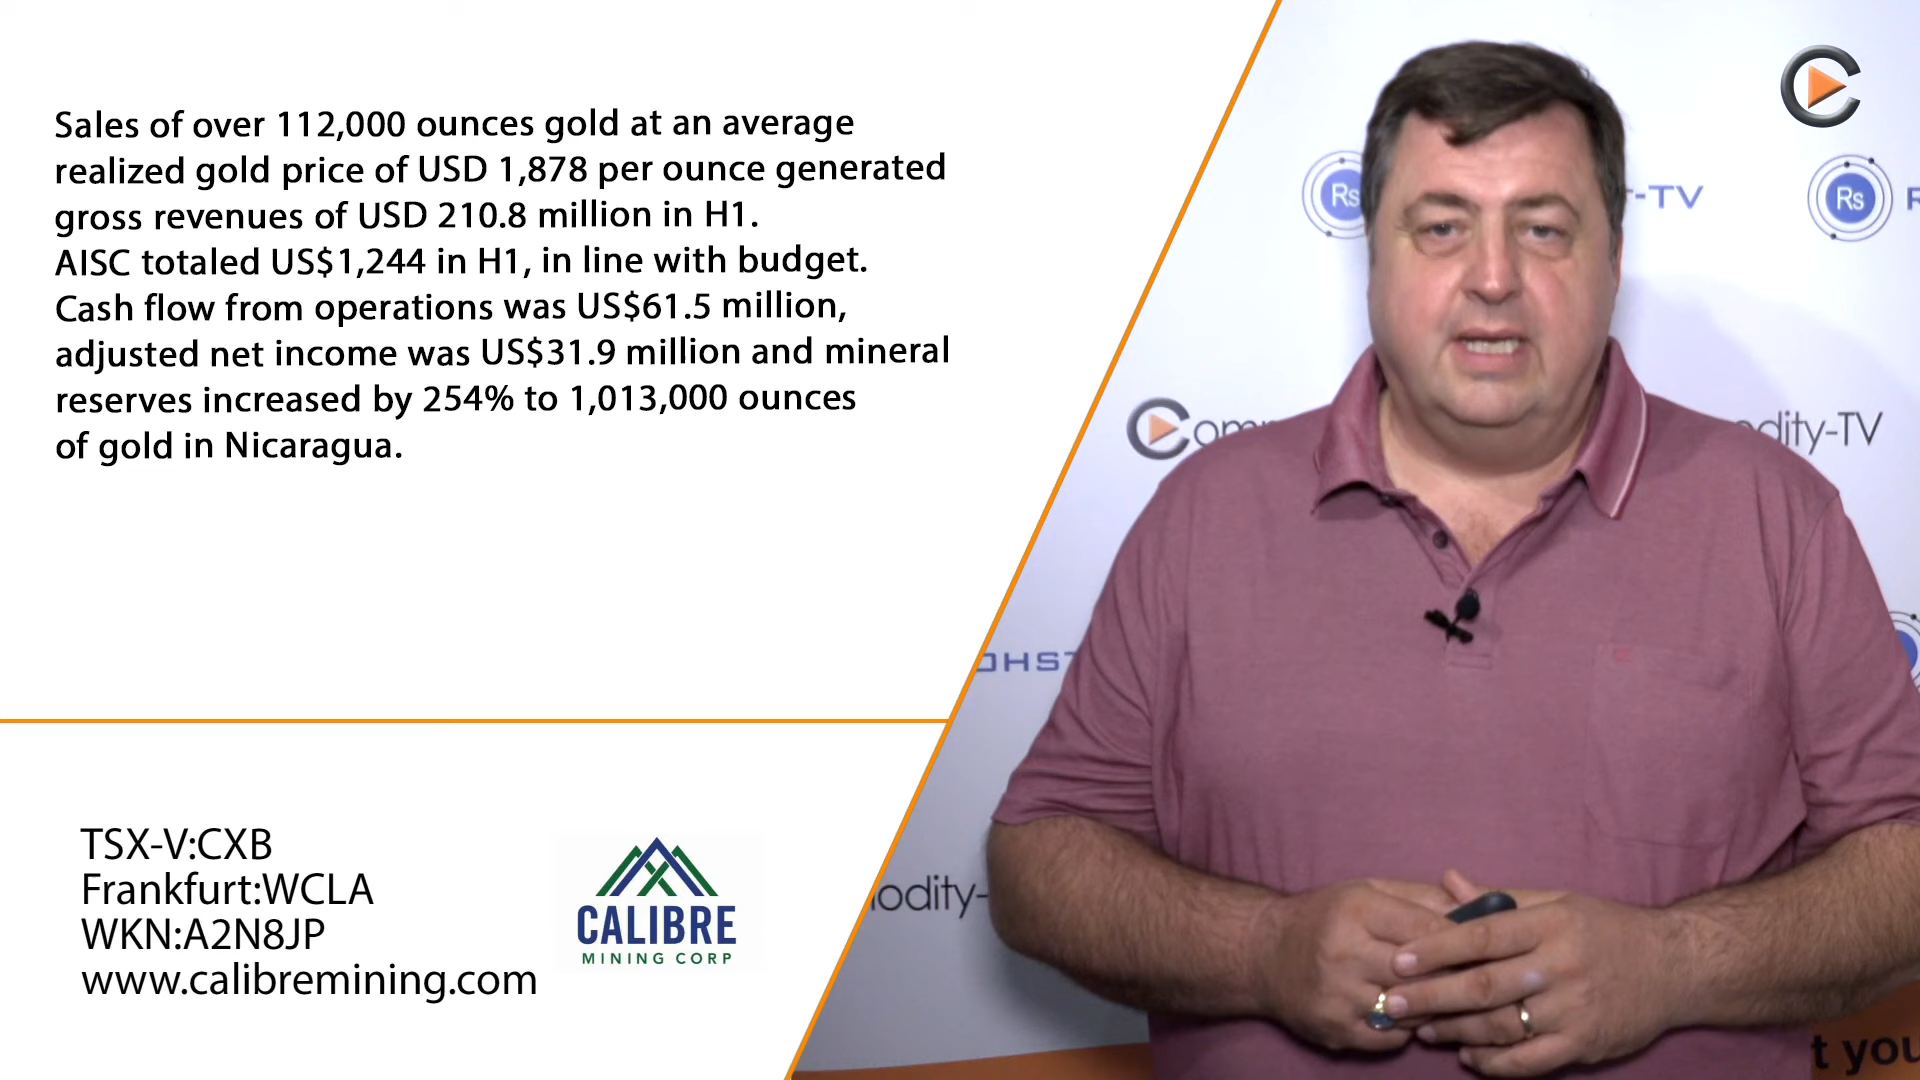 Sales of over 112,000 ounces gold at an average
realized gold price of USD 1,878 per ounce generated
gross revenues of USD 210.8 million in H1.
AISC totaled US$1,244 in H1, in line with budget.
Cash flow from operations was US$61.5 million,
adjusted net income was US$31.9 million and mineral
reserves increased by 254% to 1,013,000 ounces
of gold in Nicaragua.
TSX-V:CXB
Frankfurt:WCLA
WKN:A2N8JP
www.calibremining.com
CALIBRE
MINING CORP
Rs
-TV
Rs
R
Com
odity-TV
OHST
odity-
t you